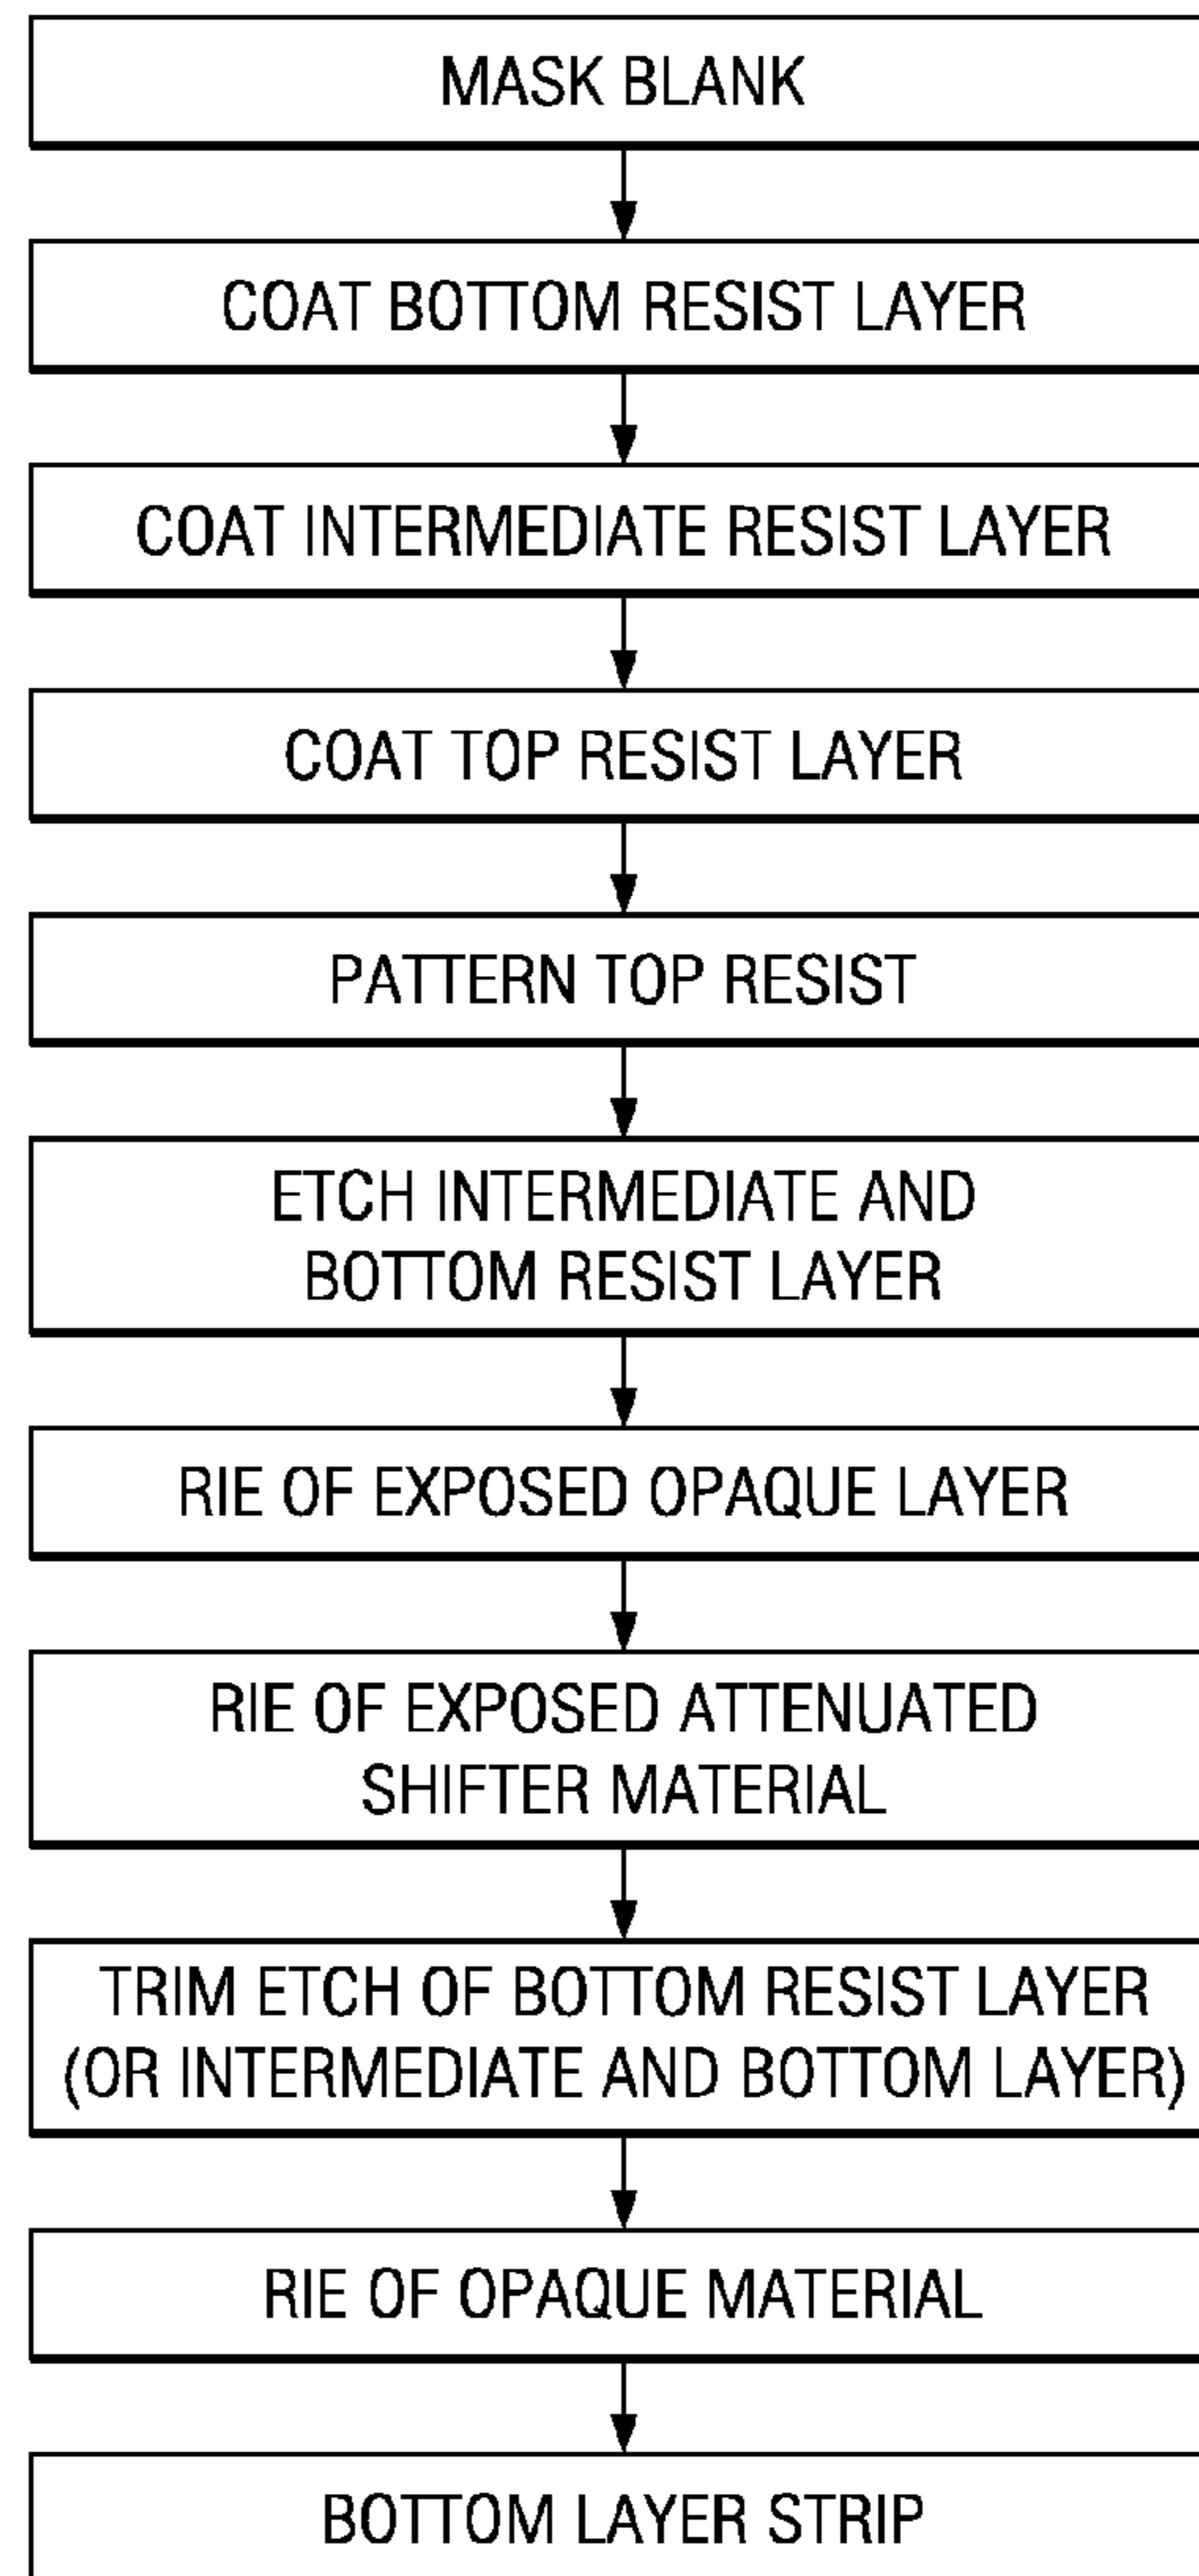 MASK BLANK
COAT BOTTOM RESIST LAYER
COAT INTERMEDIATE RESIST LAYER
COAT TOP RESIST LAYER
PATTERN TOP RESIST
ETCH INTERMEDIATE AND
BOTTOM RESIST LAYER
RIE OF EXPOSED OPAQUE LAYER
RIE OF EXPOSED ATTENUATED
SHIFTER MATERIAL
TRIM ETCH OF BOTTOM RESIST LAYER
(OR INTERMEDIATE AND BOTTOM LAYER)
RIE OF OPAQUE MATERIAL
BOTTOM LAYER STRIP